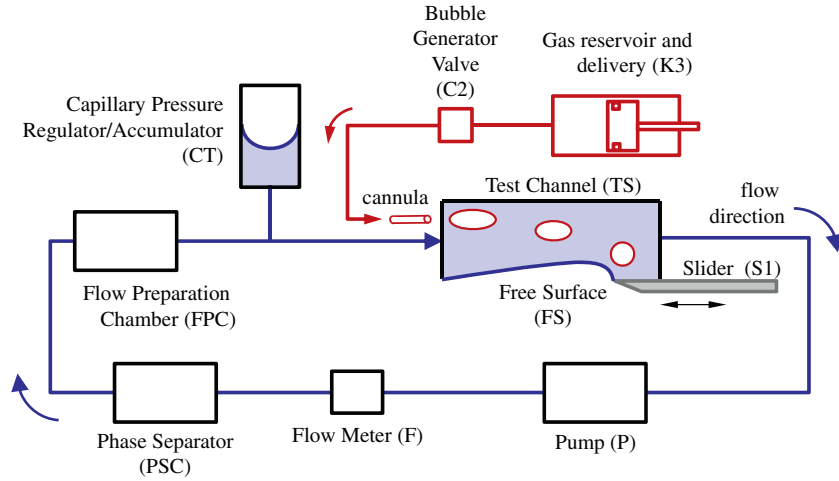 Bubble
Generator
Valve
(C2)
Gas reservoir and
delivery (K3)
Capillary Pressure
Regulator/Accumulator
(CT)
cannula
Test Channel (TS)
flow
direction
Flow Preparation
Chamber (FPC)
Free Surface
(FS)
Slider (S1)
Phase Separator
(PSC)
Flow Meter (F)
Pump (P)